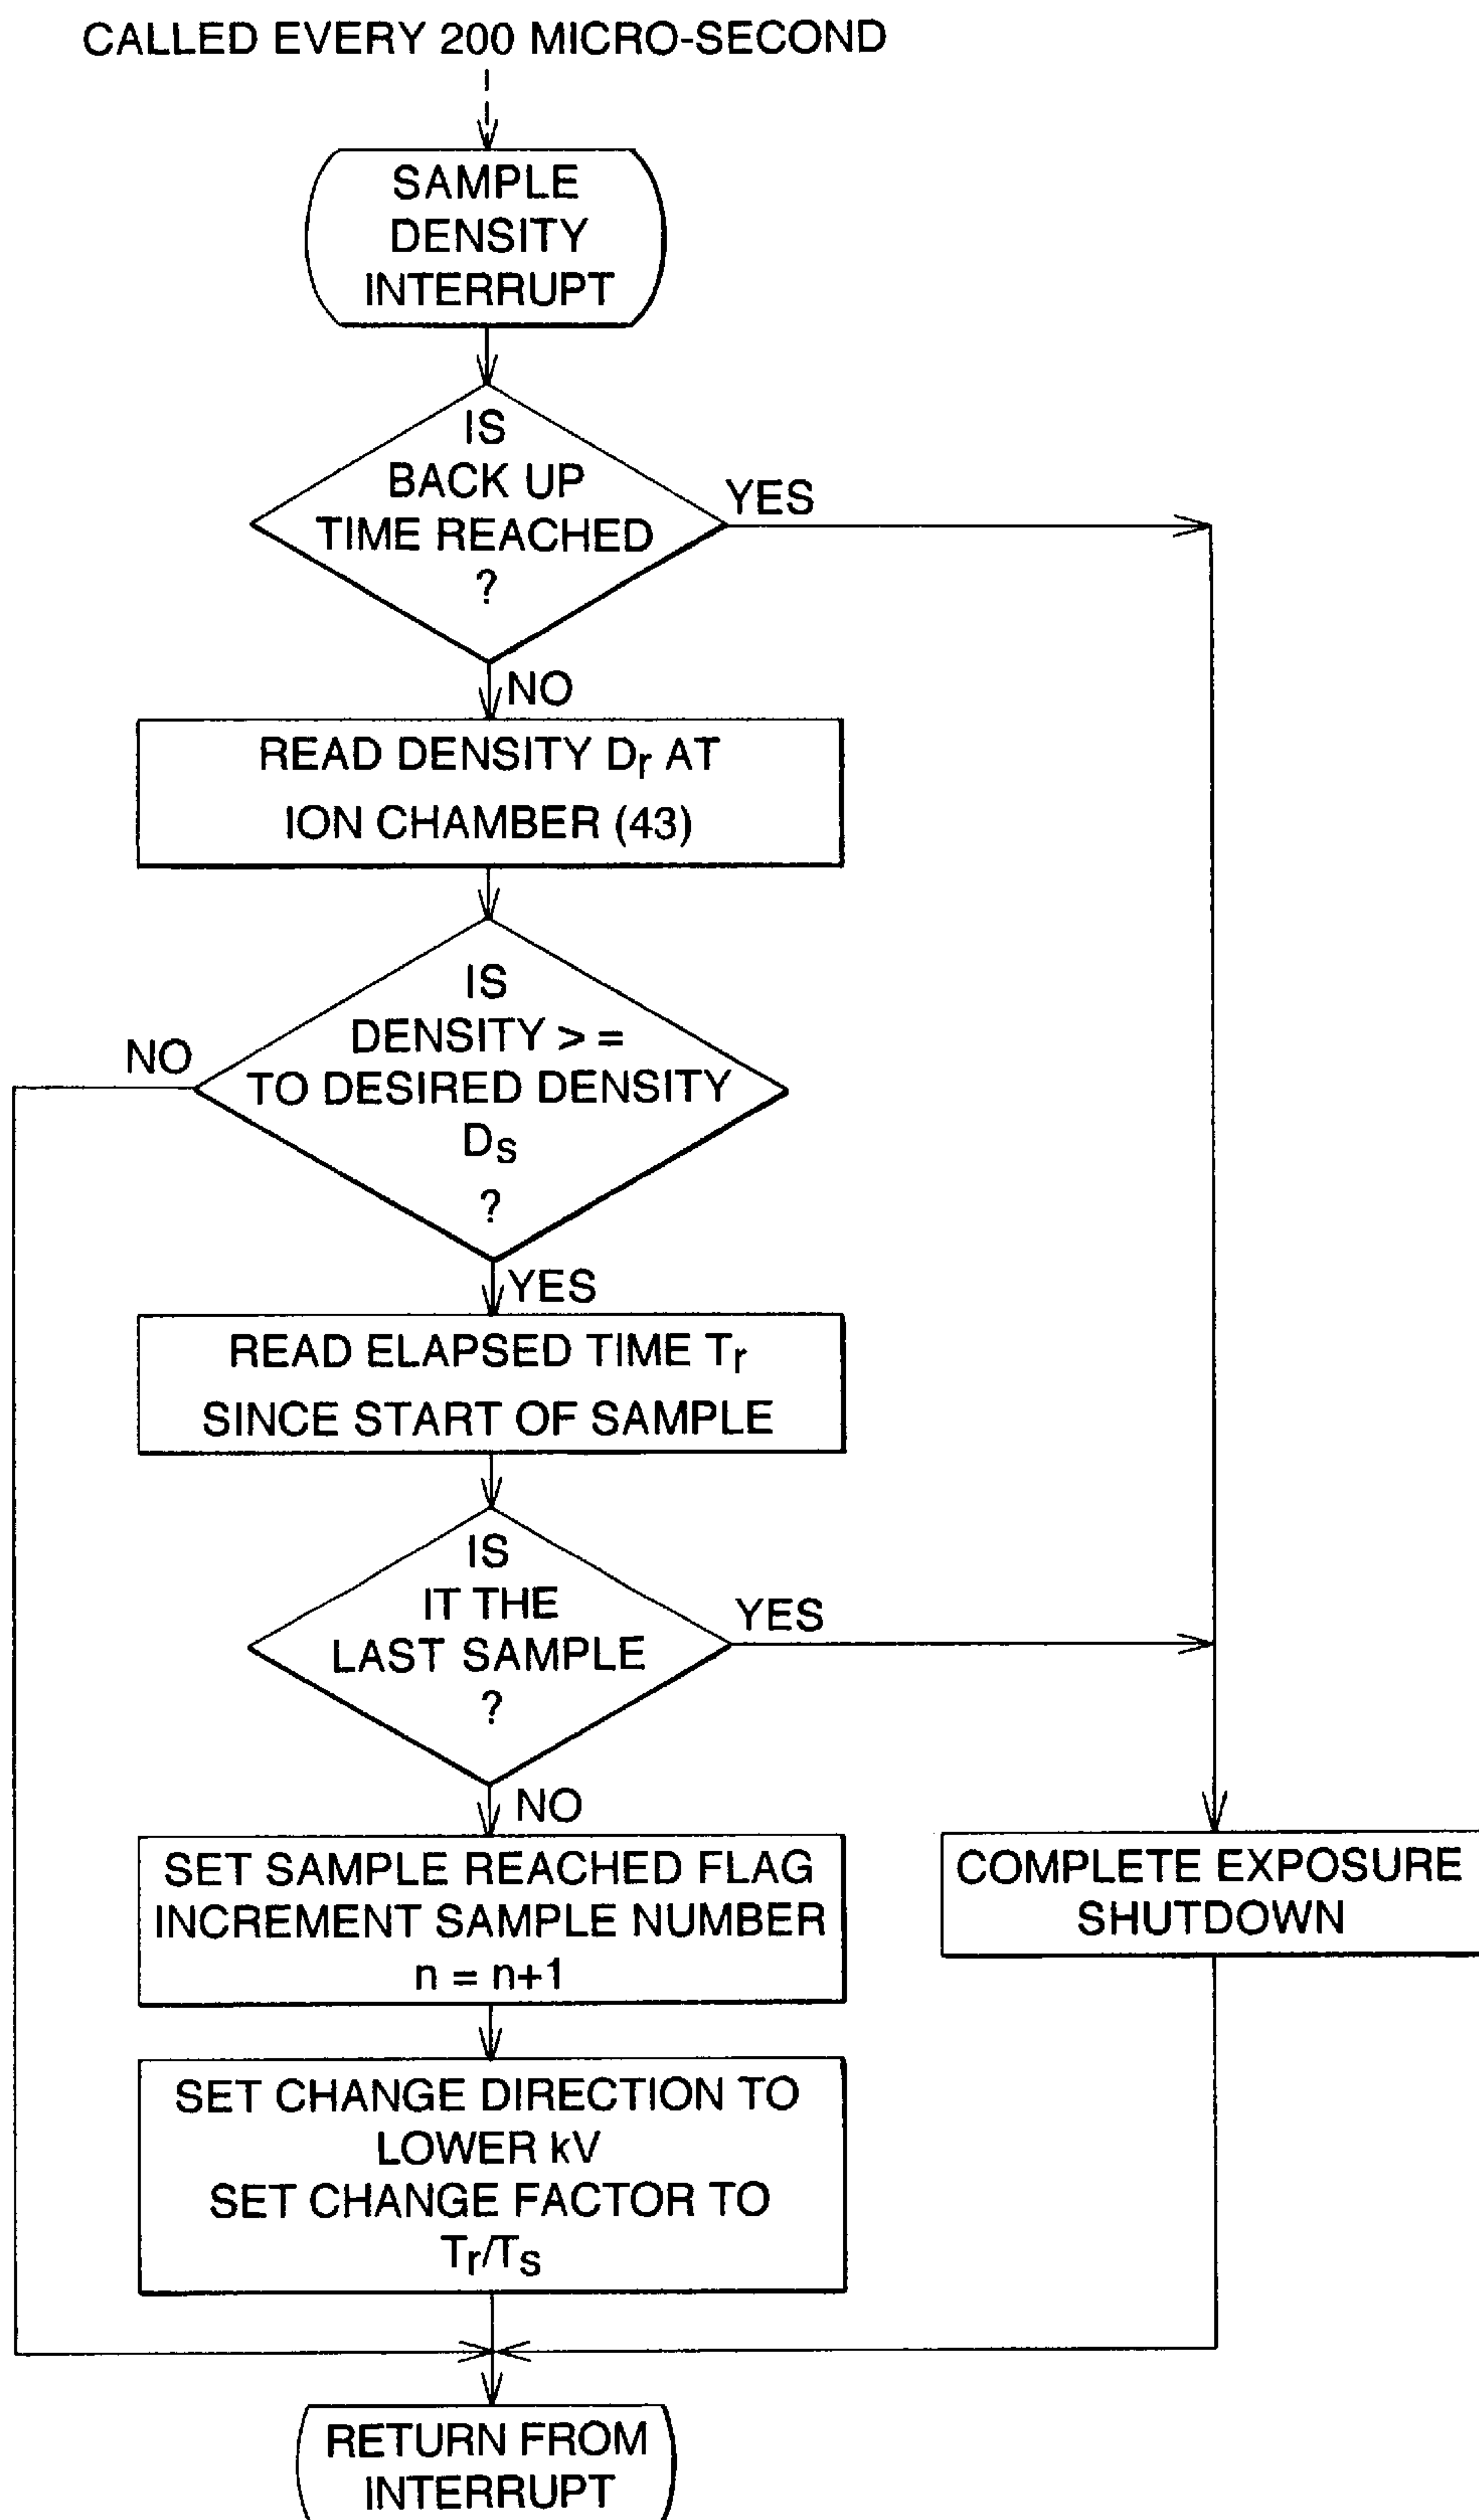 CALLED EVERY 200 MICRO-SECOND
SAMPLE
DENSITY
INTERRUPT
IS
BACK UP
TIME REACHED
?
YES
NO
READ DENSITY Dr AT
ION CHAMBER (43)
IS
DENSITY > =
TO DESIRED DENSITY
Ds
?
NO
YES
READ ELAPSED TIME Tr
SINCE START OF SAMPLE
IS
IT THE
LAST SAMPLE
?
YES
NO
SET SAMPLE REACHED FLAG
INCREMENT SAMPLE NUMBER
n = n+1
COMPLETE EXPOSURE
SHUTDOWN
SET CHANGE DIRECTION TO
LOWER kV
SET CHANGE FACTOR TO
Tr/Ts
RETURN FROM
INTERRUPT